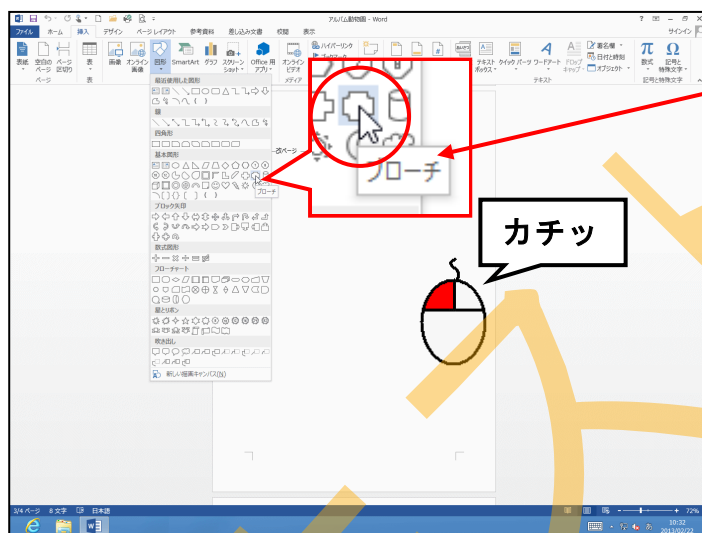 アルバム動物園 - Word
サインイン
ファイル ホーム 挿入 デザイン ページ レイアウト 参考資料 差し込み文書 校閲 表示
表紙 空白のページ ページ区切り 表 画像 オンライン画像 図形 SmartArt グラフ スクリーンショット Office 用アプリ オンラインビデオ ハイパーリンク ブックマーク
テキストボックス クイック パーツ ワードアート ドロップキャップ 署名欄 日付と時刻 オブジェクト 数式 記号と特殊文字
ページ 表 メディア テキスト 記号と特殊文字
最近使用した図形
線
四角形
基本図形
ブローチ
ブロック矢印
数式図形
フローチャート
星とリボン
吹き出し
新しい描画キャンバス(N)
改ページ
ブローチ
カチッ
3/4 ページ 8 文字 日本語
72%
10:32
2013/02/22